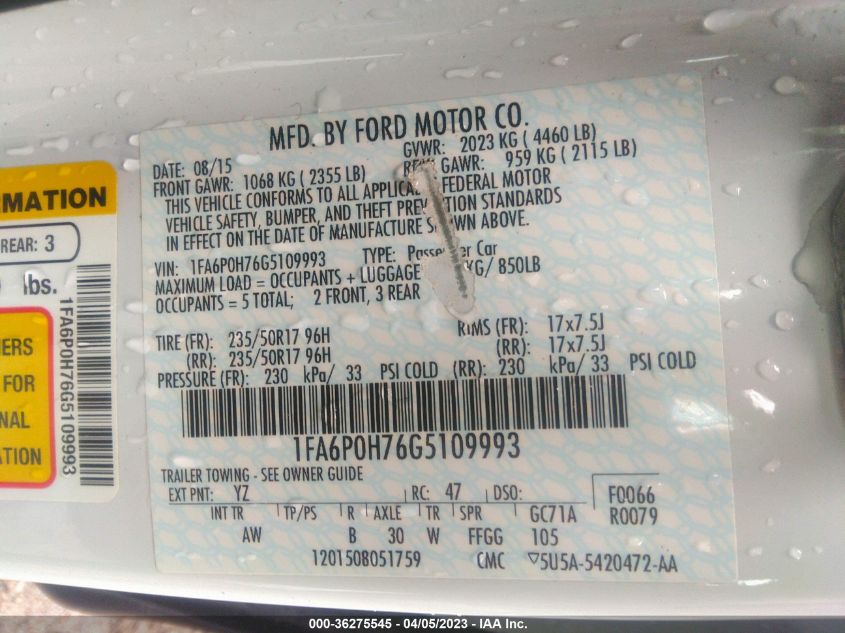 MFD. BY FORD MOTOR CO.
DATE: 08/15 GVWR: 2023 KG ( 4460 LB)
FRONT GAWR: 1068 KG ( 2355 LB) GAWR: 959 KG ( 2115 LB)
THIS VEHICLE CONFORMS TO ALL FEDERAL MOTOR
VEHICLE SAFETY, BUMPER, AND THEFT STANDARDS
IN EFFECT ON THE DATE OF MANUFACTURE ABOVE.
VIN: 1FA6P0H76G5109993 TYPE: Passenger Car
MAXIMUM LOAD = OCCUPANTS + LUGGAGE KG/ 850LB
OCCUPANTS = 5 TOTAL; 2 FRONT, 3 REAR
TIRE (FR): 235/50R17 96H RIMS (FR): 17x7.5J
(RR): 235/50R17 96H (RR): 17x7.5J
PRESSURE (FR): 230 kPa/ 33 PSI COLD (RR): 230 kPa/ 33 PSI COLD
1FA6P0H76G5109993
TRAILER TOWING - SEE OWNER GUIDE
EXT PNT: YZ RC: 47 DSO: F0066
INT TR TP/PS R AXLE TR SPR GC71A R0079
AW B 30 W FFGG 105
1201508051759 CMC ▽5U5A-5420472-AA
RMATION
REAR: 3
lbs.
1FA6P0H76G5109993
FOR
NAL
ATION
000-36275545 - 04/05/2023 - IAA Inc.